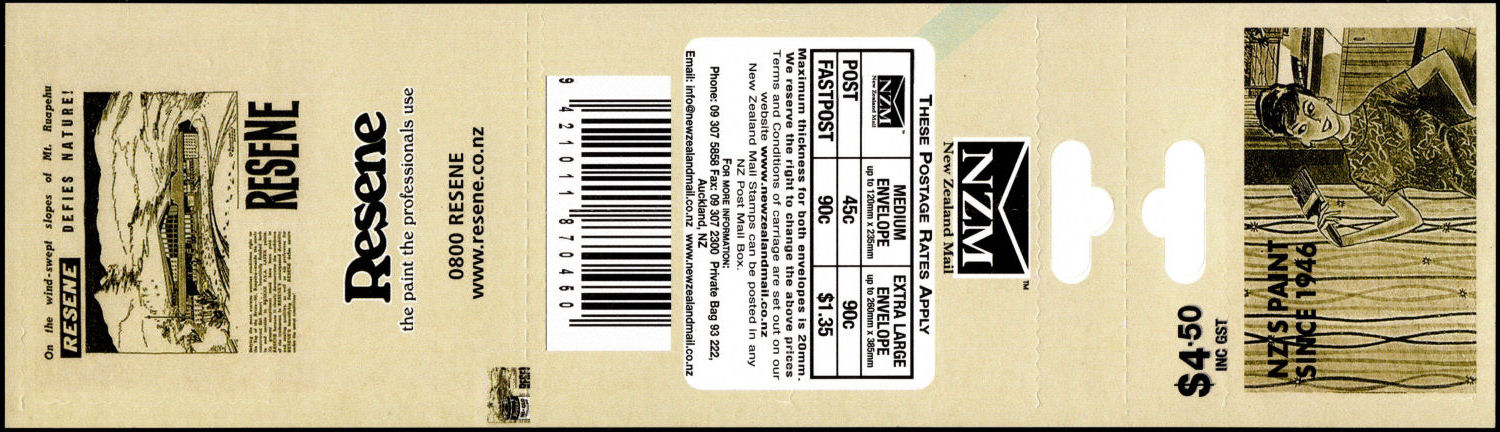 On the wind-swept slopes of Mt. Ruapehu
RESENE DEFIES NATURE!
RESENE
Resene
the paint the professionals use
0800 RESENE
www.resene.co.nz
9 421011 870460
THESE POSTAGE RATES APPLY
NZM
New Zealand Mail
™
MEDIUM ENVELOPE
up to 120mm x 235mm
EXTRA LARGE ENVELOPE
up to 260mm x 385mm
POST 45c 90c
FASTPOST 90c $1.35
Maximum thickness for both envelopes is 20mm.
We reserve the right to change the above prices
Terms and Conditions of carriage are set out on our
website www.newzealandmail.co.nz
New Zealand Mail Stamps can be posted in any
NZ Post Mail Box.
FOR MORE INFORMATION:
Phone: 09 307 5858 Fax: 09 307 2300 Private Bag 93 222,
Auckland, NZ
Email: info@newzealandmail.co.nz www.newzealandmail.co.nz
NZM
New Zealand Mail
™
$4.50
INC GST
NZ'S PAINT
SINCE 1946